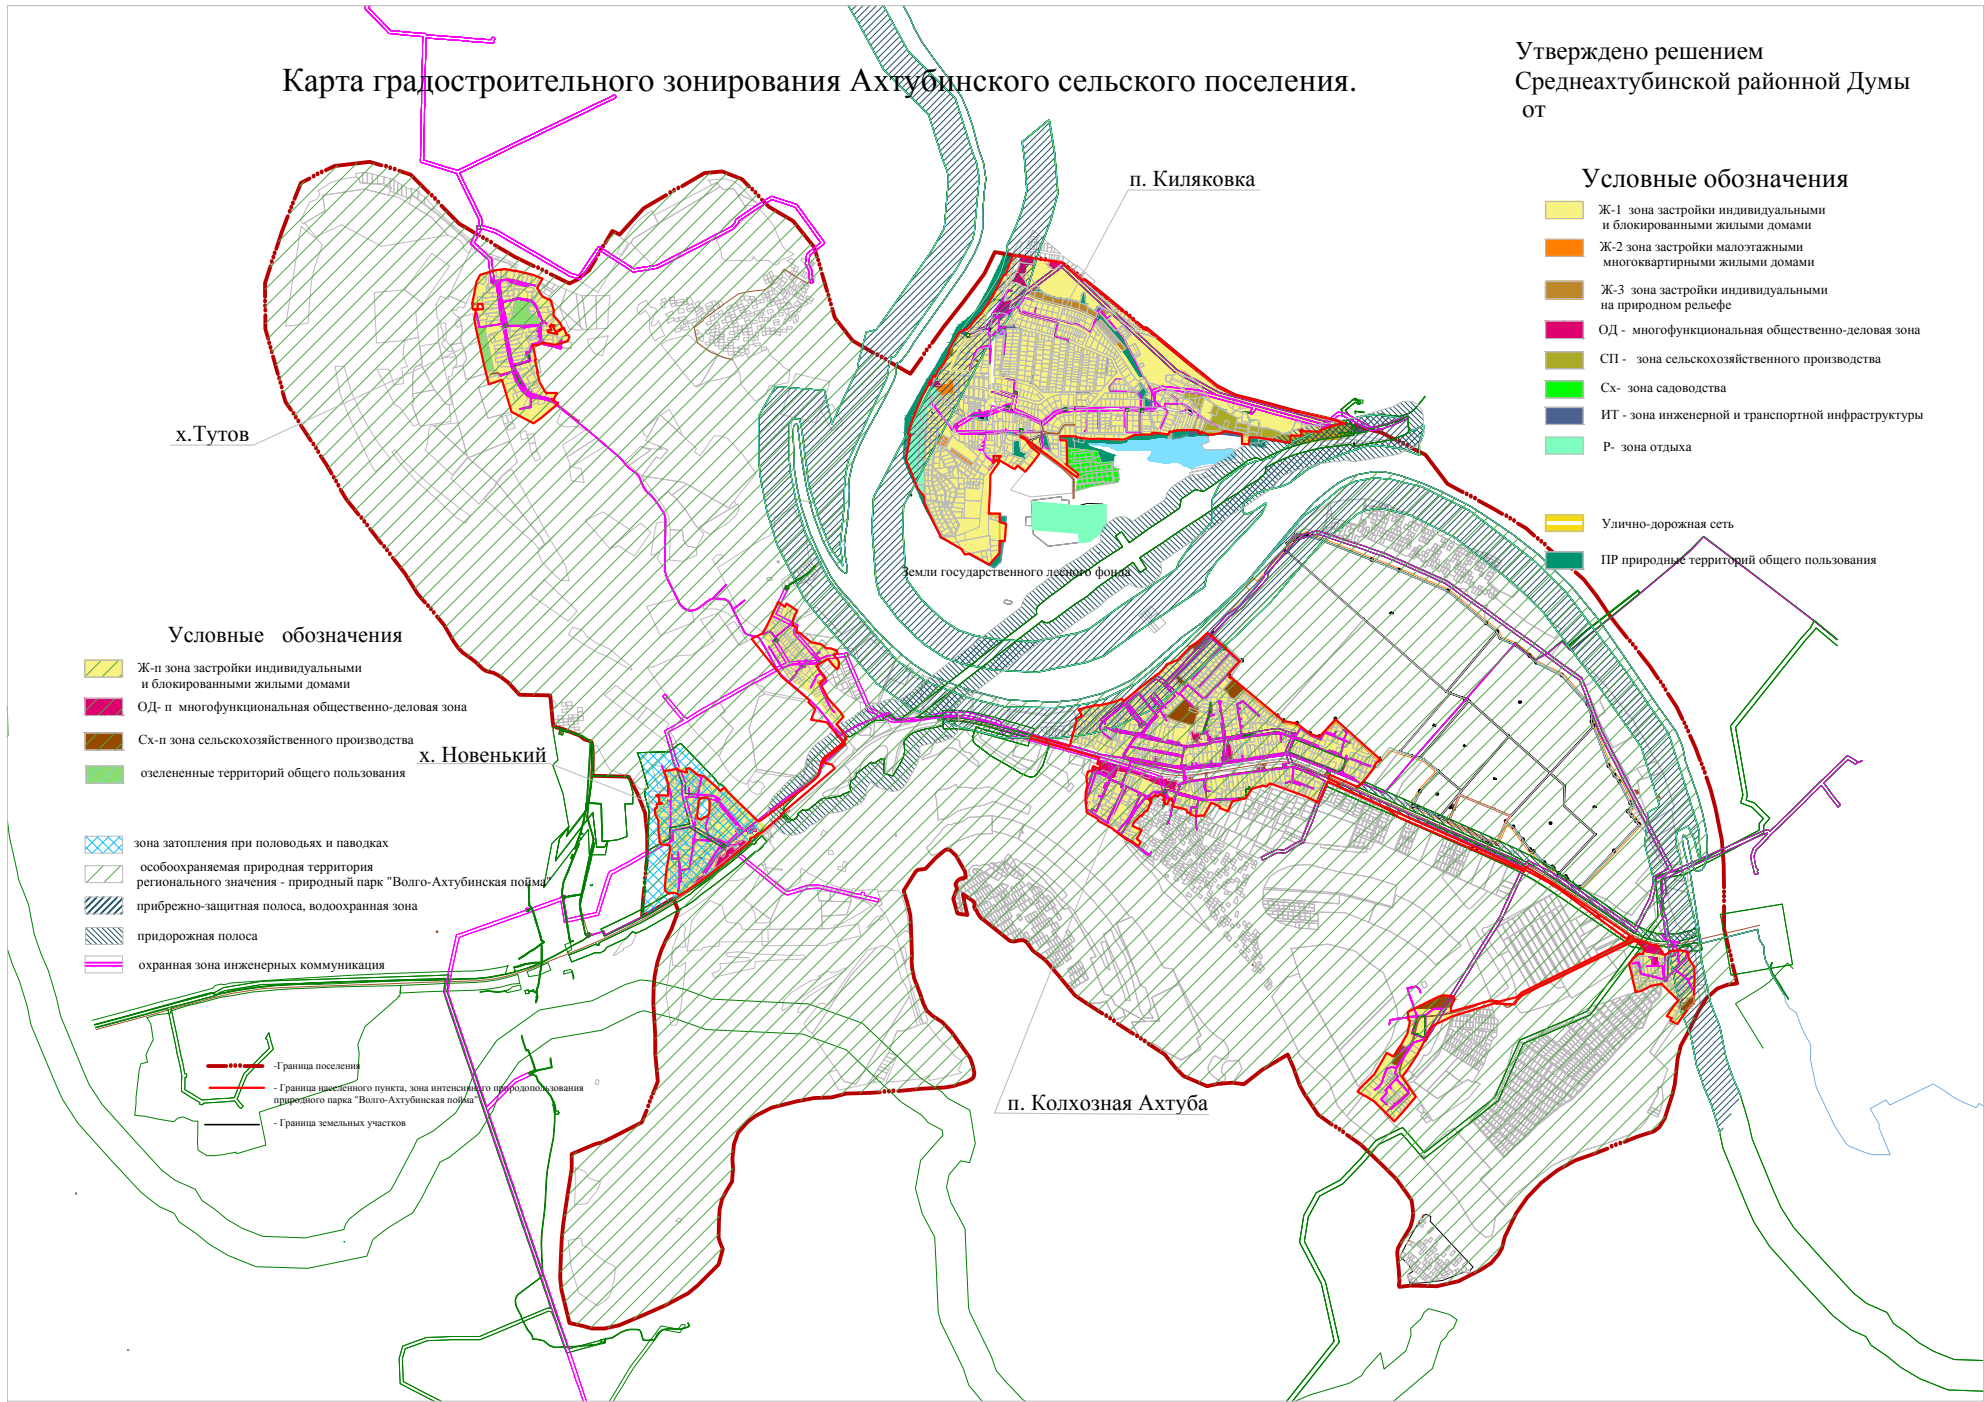 Карта градостроительного зонирования Ахтубинского сельского поселения.
Утверждено решением
Среднеахтубинской районной Думы
от
п. Киляковка
Условные обозначения
Ж-1 зона застройки индивидуальными
и блокированными жилыми домами
Ж-2 зона застройки малоэтажными
многоквартирными жилыми домами
Ж-3 зона застройки индивидуальными
на природном рельефе
ОД - многофункциональная общественно-деловая зона
СП - зона сельскохозяйственного производства
Сх- зона садоводства
ИТ - зона инженерной и транспортной инфраструктуры
Р- зона отдыха
Улично-дорожная сеть
ПР природные территорий общего пользования
х.Тутов
Земли государственного лесного фонда
Условные обозначения
Ж-п зона застройки индивидуальными
и блокированными жилыми домами
ОД- п многофункциональная общественно-деловая зона
Сх-п зона сельскохозяйственного производства
озелененные территорий общего пользования
х. Новенький
зона затопления при половодьях и паводках
особоохраняемая природная территория
регионального значения - природный парк "Волго-Ахтубинская пойма"
прибрежно-защитная полоса, водоохранная зона
придорожная полоса
охранная зона инженерных коммуникация
-Граница поселения
- Граница населенного пункта, зона интенсивного природопользования
природного парка "Волго-Ахтубинская пойма"
- Граница земельных участков
п. Колхозная Ахтуба